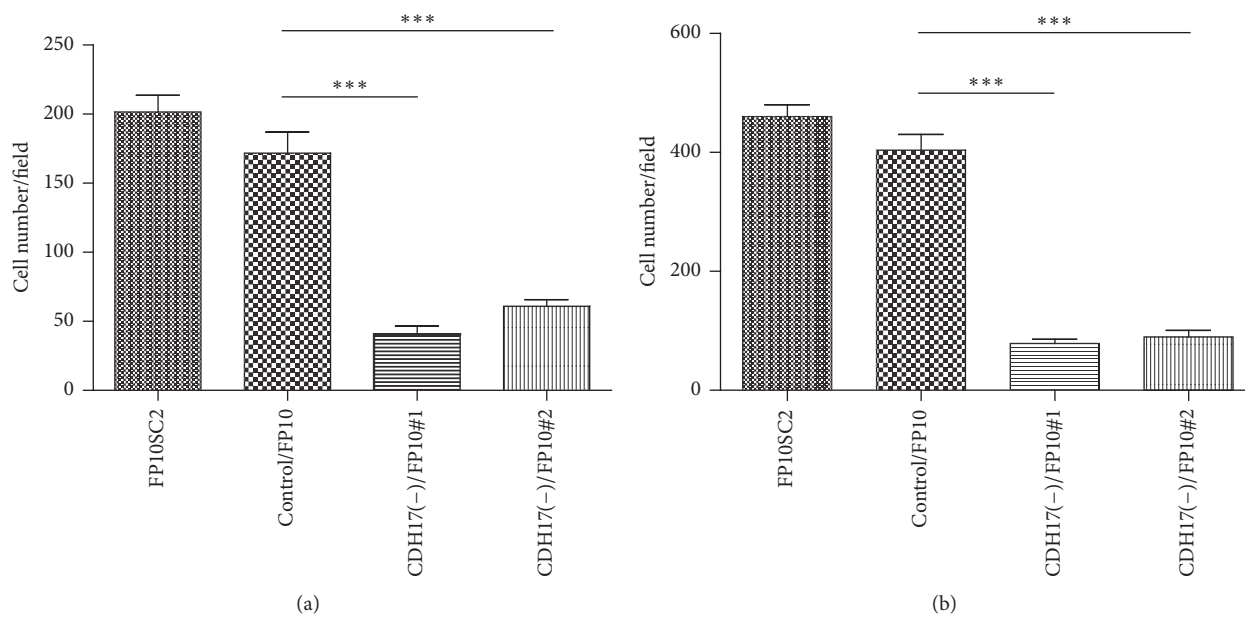 ***
***
250
200
150
100
50
0
Cell number/field
FP10SC2
Control/FP10
CDH17(−)/FP10#1
CDH17(−)/FP10#2
(a)
***
***
600
400
200
0
Cell number/field
FP10SC2
Control/FP10
CDH17(−)/FP10#1
CDH17(−)/FP10#2
(b)